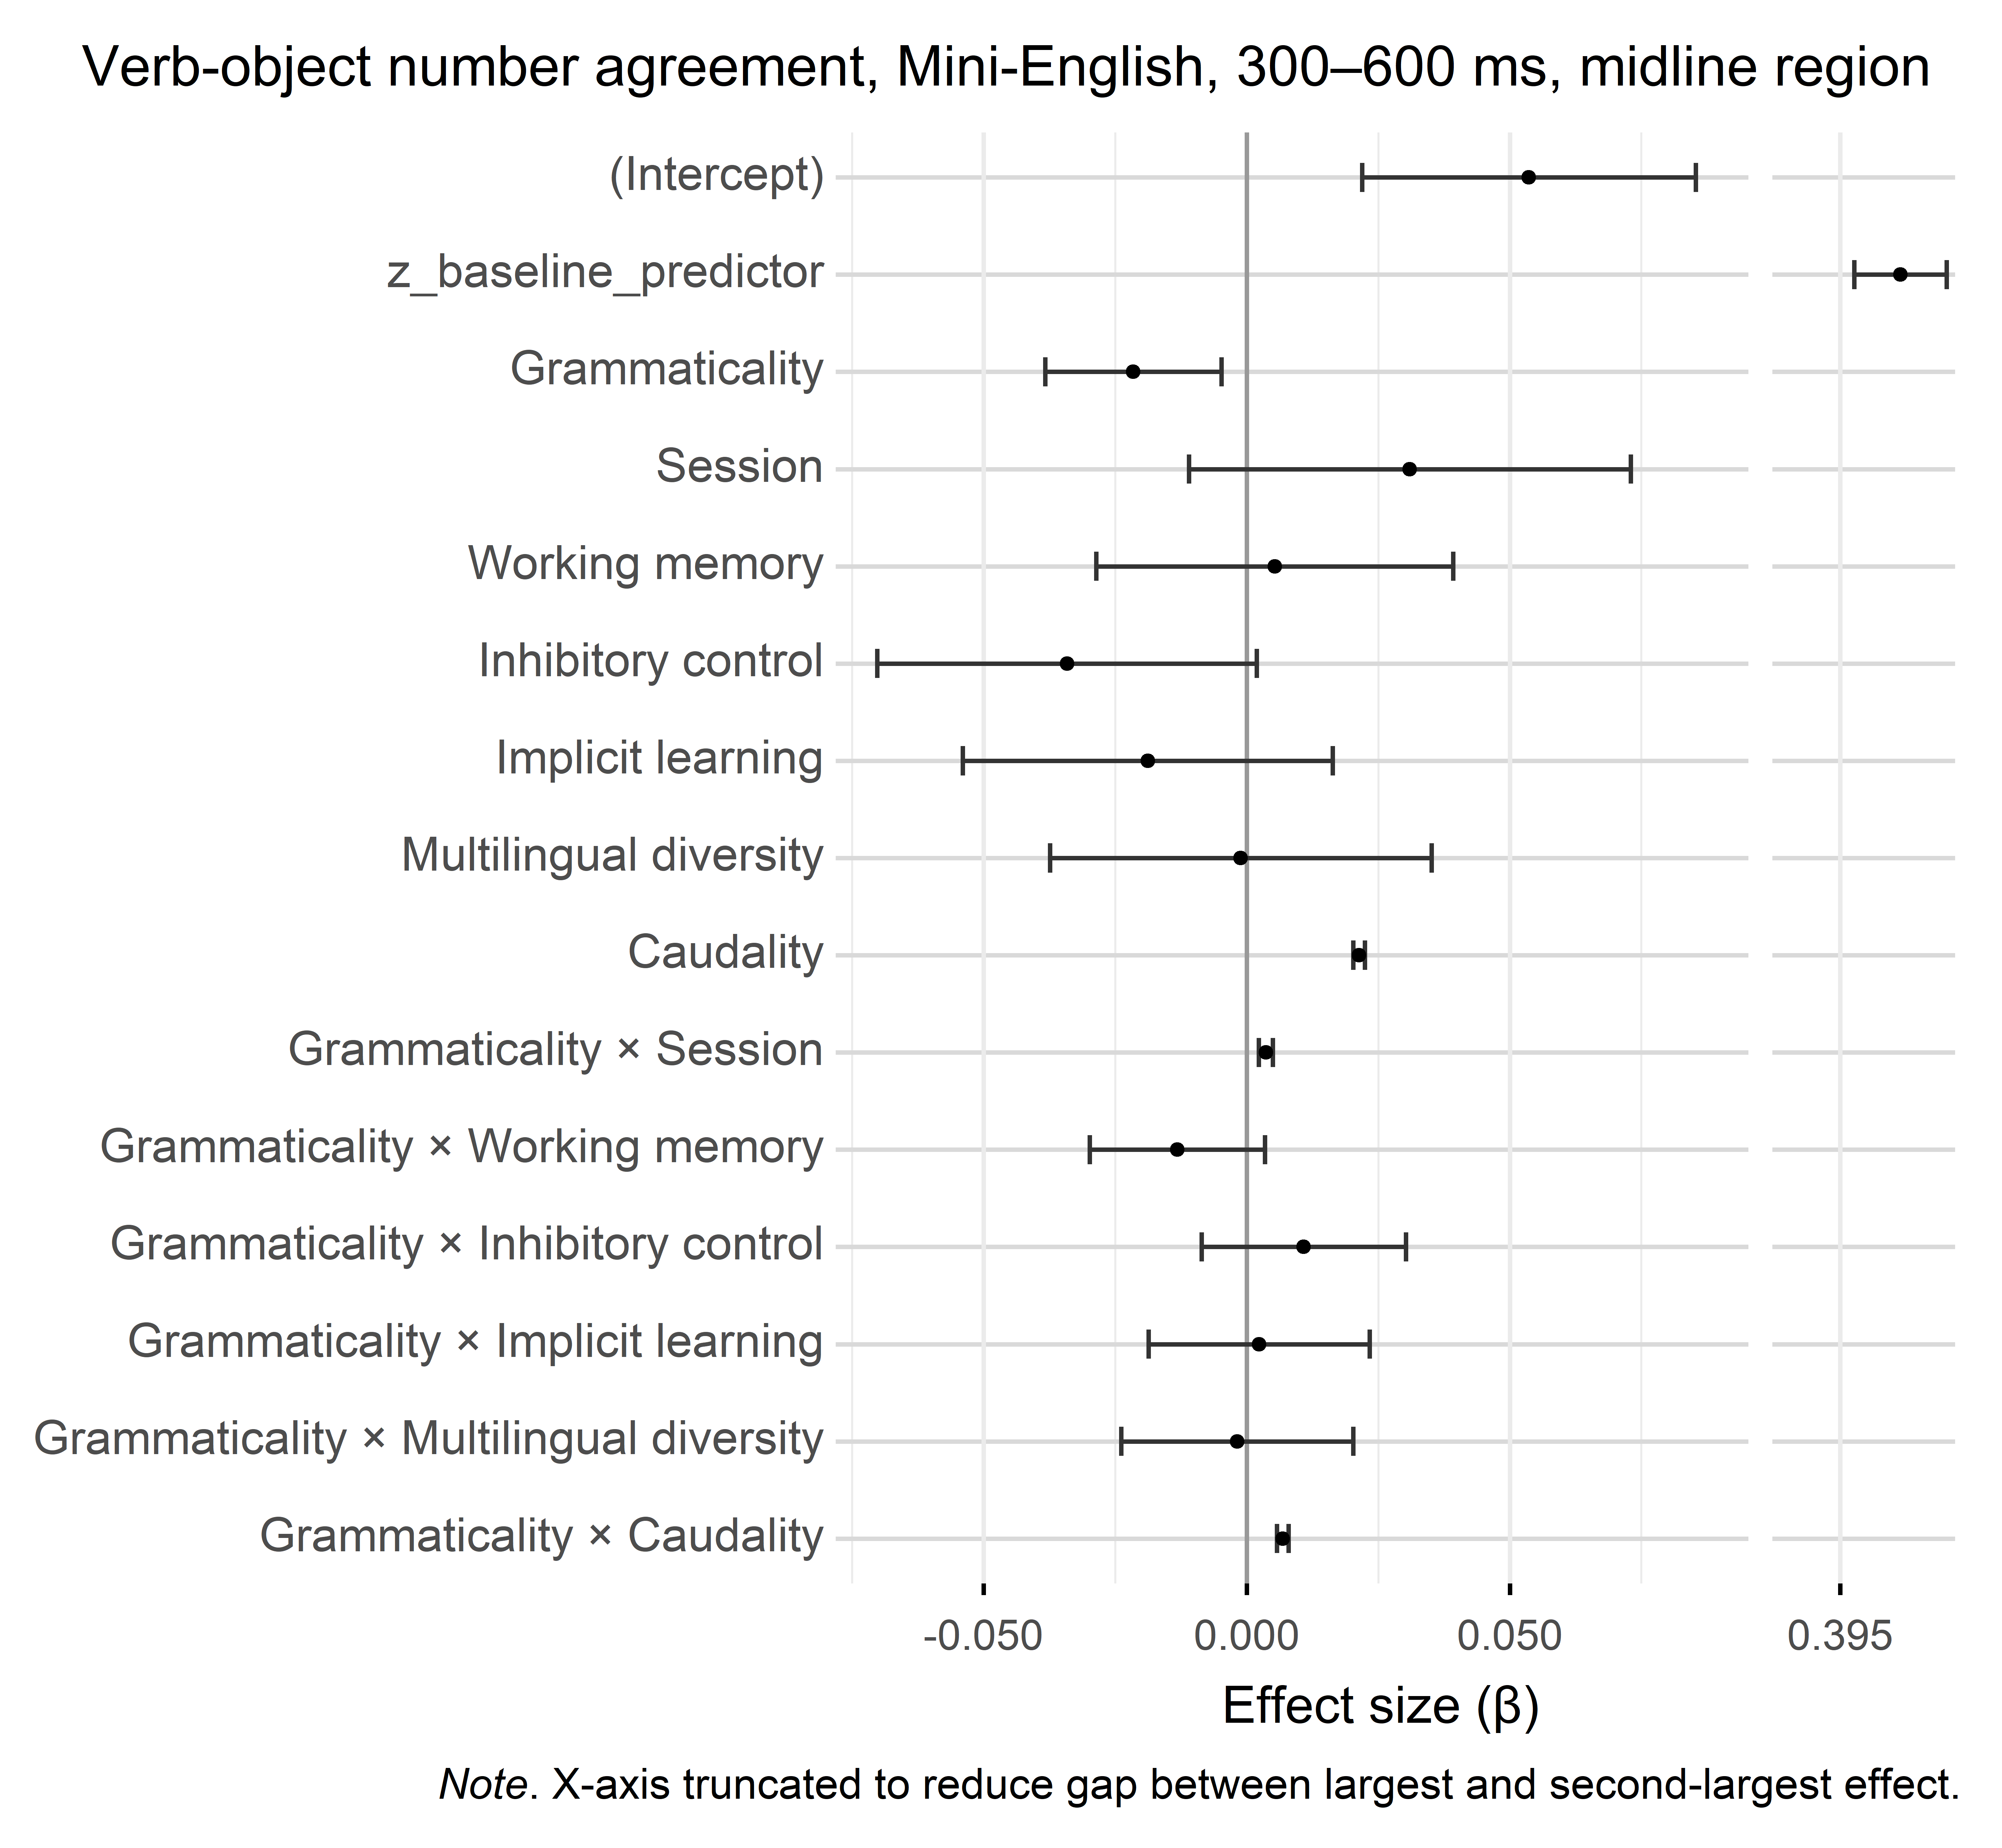 Verb-object number agreement, Mini-English, 300–600 ms, midline region
(Intercept)
z_baseline_predictor
Grammaticality
Session
Working memory
Inhibitory control
Implicit learning
Multilingual diversity
Caudality
Grammaticality × Session
Grammaticality × Working memory
Grammaticality × Inhibitory control
Grammaticality × Implicit learning
Grammaticality × Multilingual diversity
Grammaticality × Caudality
-0.050 0.000 0.050 0.395
Effect size (β)
Note. X-axis truncated to reduce gap between largest and second-largest effect.